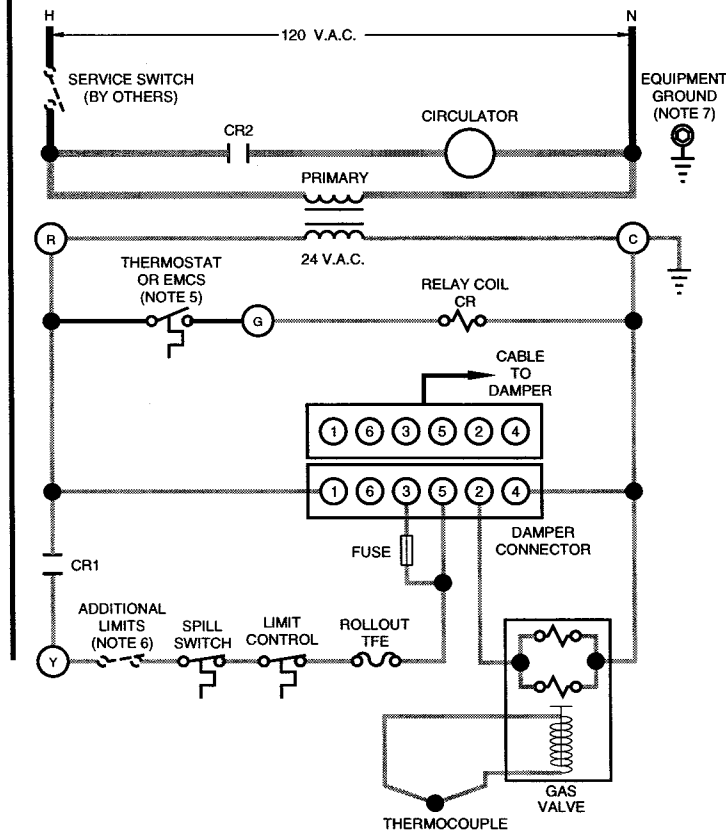 H
N
120 V.A.C.
SERVICE SWITCH
(BY OTHERS)
EQUIPMENT
GROUND
(NOTE 7)
CR2
CIRCULATOR
PRIMARY
R
C
24 V.A.C.
THERMOSTAT
OR EMCS
(NOTE 5)
G
RELAY COIL
CR
CABLE
TO
DAMPER
1 6 3 5 2 4
1 6 3 5 2 4
DAMPER
CONNECTOR
FUSE
CR1
ADDITIONAL
LIMITS
(NOTE 6)
SPILL
SWITCH
LIMIT
CONTROL
ROLLOUT
TFE
Y
GAS
VALVE
THERMOCOUPLE